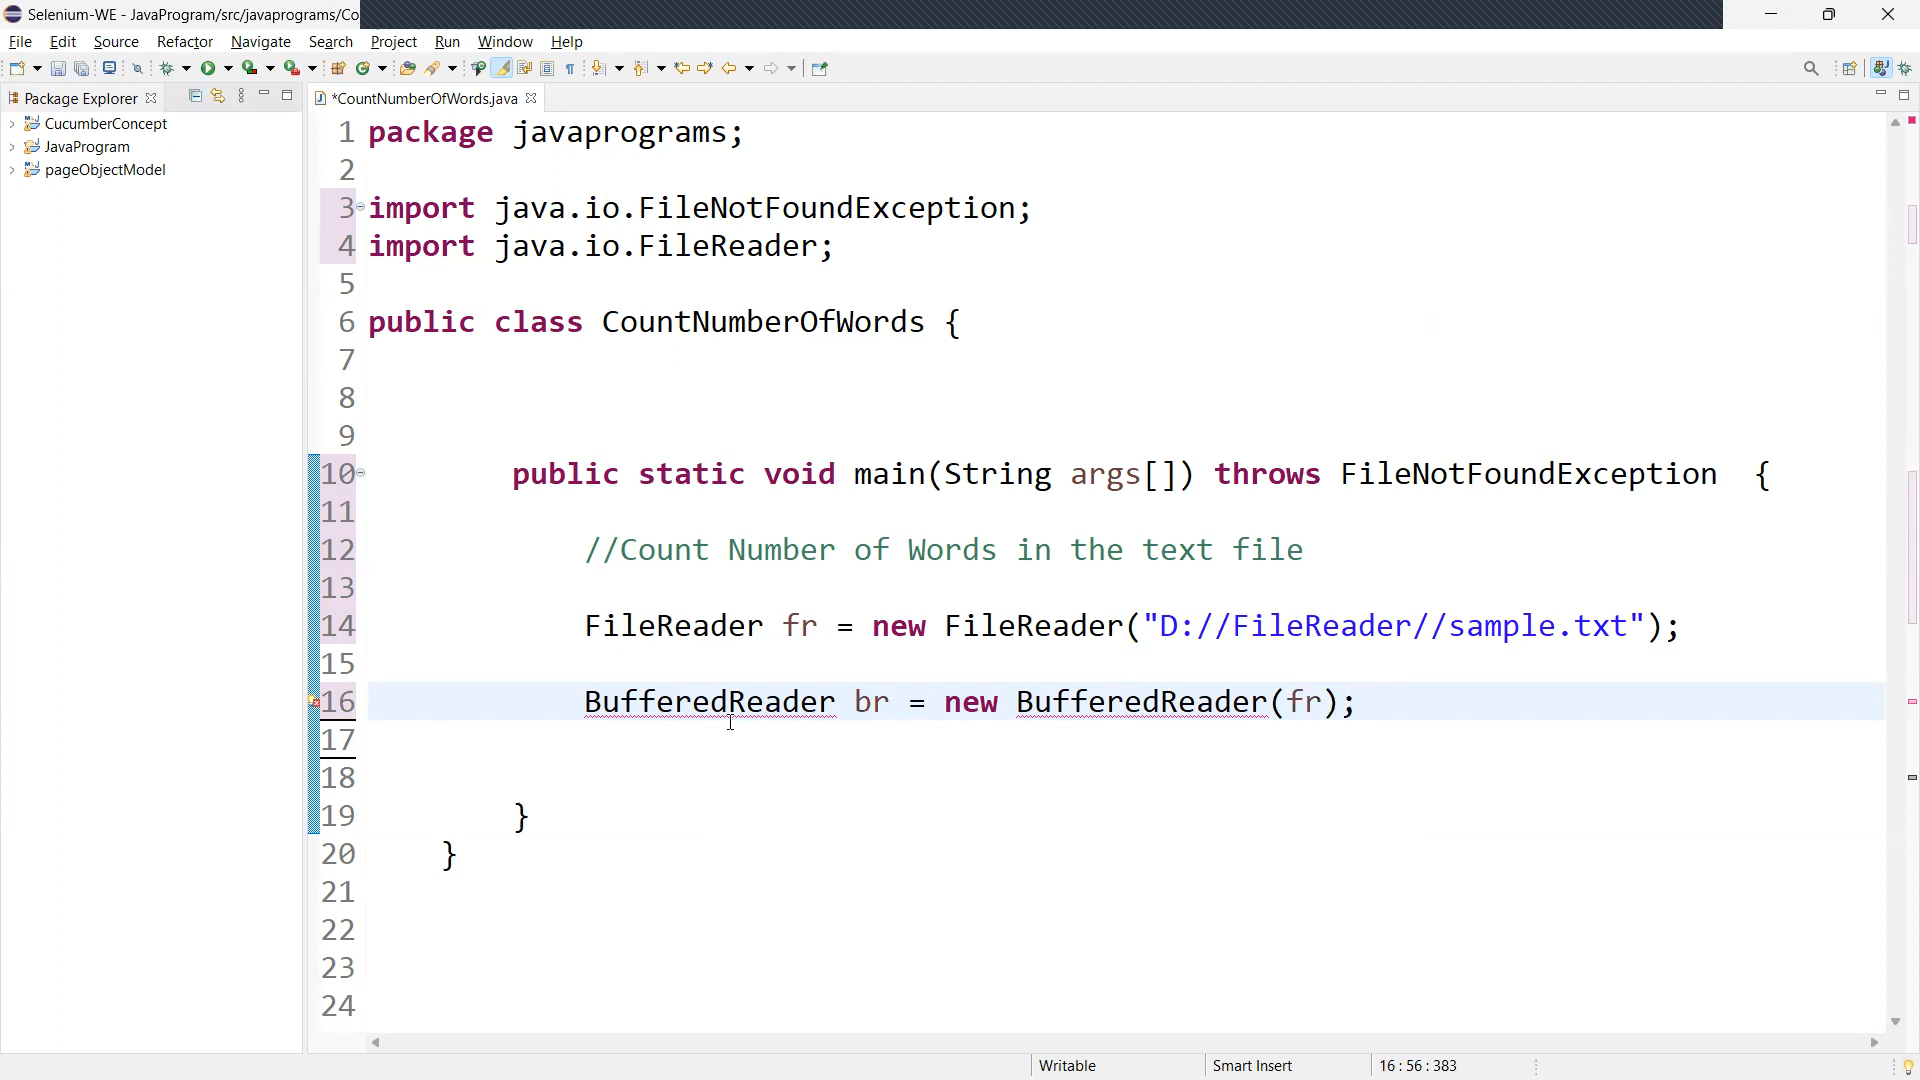 Selenium-WE - JavaProgram/src/javaprograms/Co
File Edit Source Refactor Navigate Search Project Run Window Help
Package Explorer
*CountNumberOfWords.java
CucumberConcept
JavaProgram
pageObjectModel
1 package javaprograms;
2
3 import java.io.FileNotFoundException;
4 import java.io.FileReader;
5
6 public class CountNumberOfWords {
7
8
9
10 public static void main(String args[]) throws FileNotFoundException {
11
12 //Count Number of Words in the text file
13
14 FileReader fr = new FileReader("D://FileReader//sample.txt");
15
16 BufferedReader br = new BufferedReader(fr);
17
18
19 }
20 }
21
22
23
24
Writable Smart Insert 16 : 56 : 383